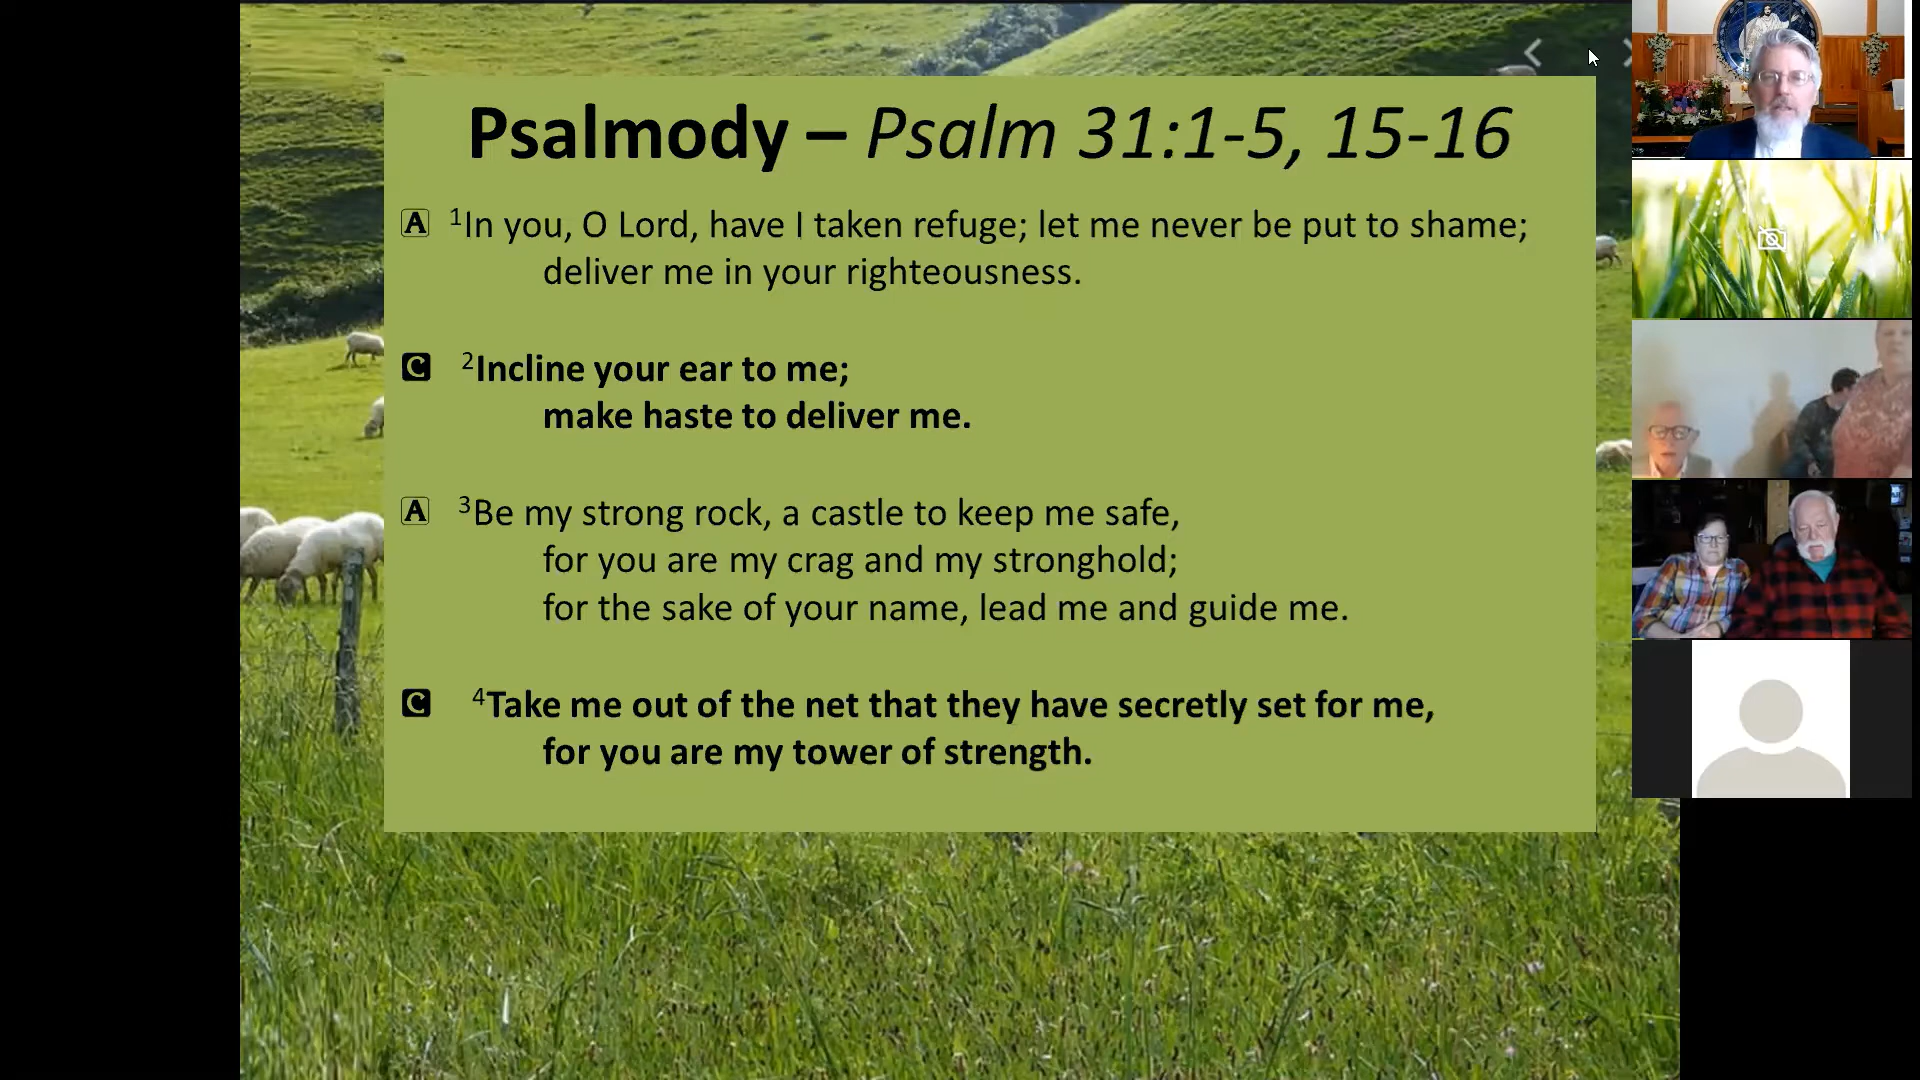 Psalmody – Psalm 31:1-5, 15-16
A 1In you, O Lord, have I taken refuge; let me never be put to shame;
deliver me in your righteousness.
C 2Incline your ear to me;
make haste to deliver me.
A 3Be my strong rock, a castle to keep me safe,
for you are my crag and my stronghold;
for the sake of your name, lead me and guide me.
C 4Take me out of the net that they have secretly set for me,
for you are my tower of strength.